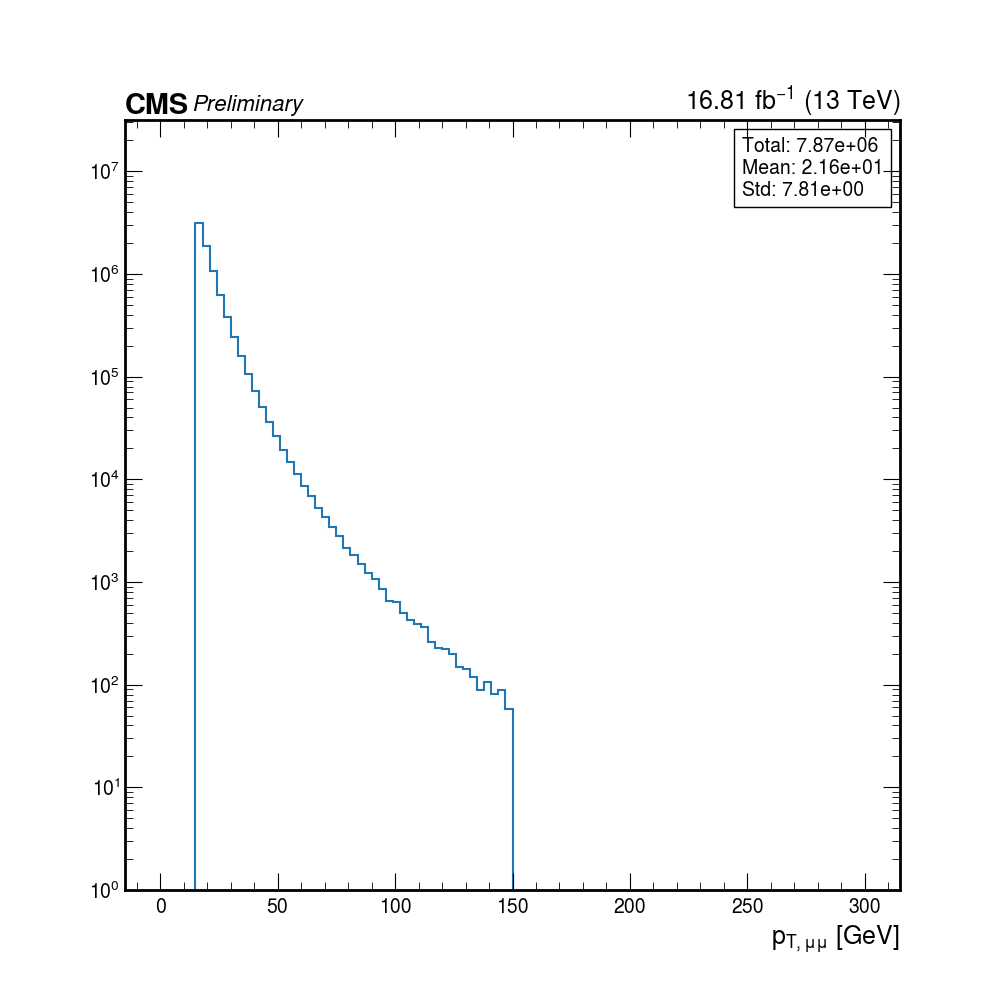 CMS Preliminary 16.81 fb⁻¹ (13 TeV)
Total: 7.87e+06
Mean: 2.16e+01
Std: 7.81e+00
10⁷
10⁶
10⁵
10⁴
10³
10²
10¹
10⁰
0 50 100 150 200 250 300
p_T, μμ [GeV]